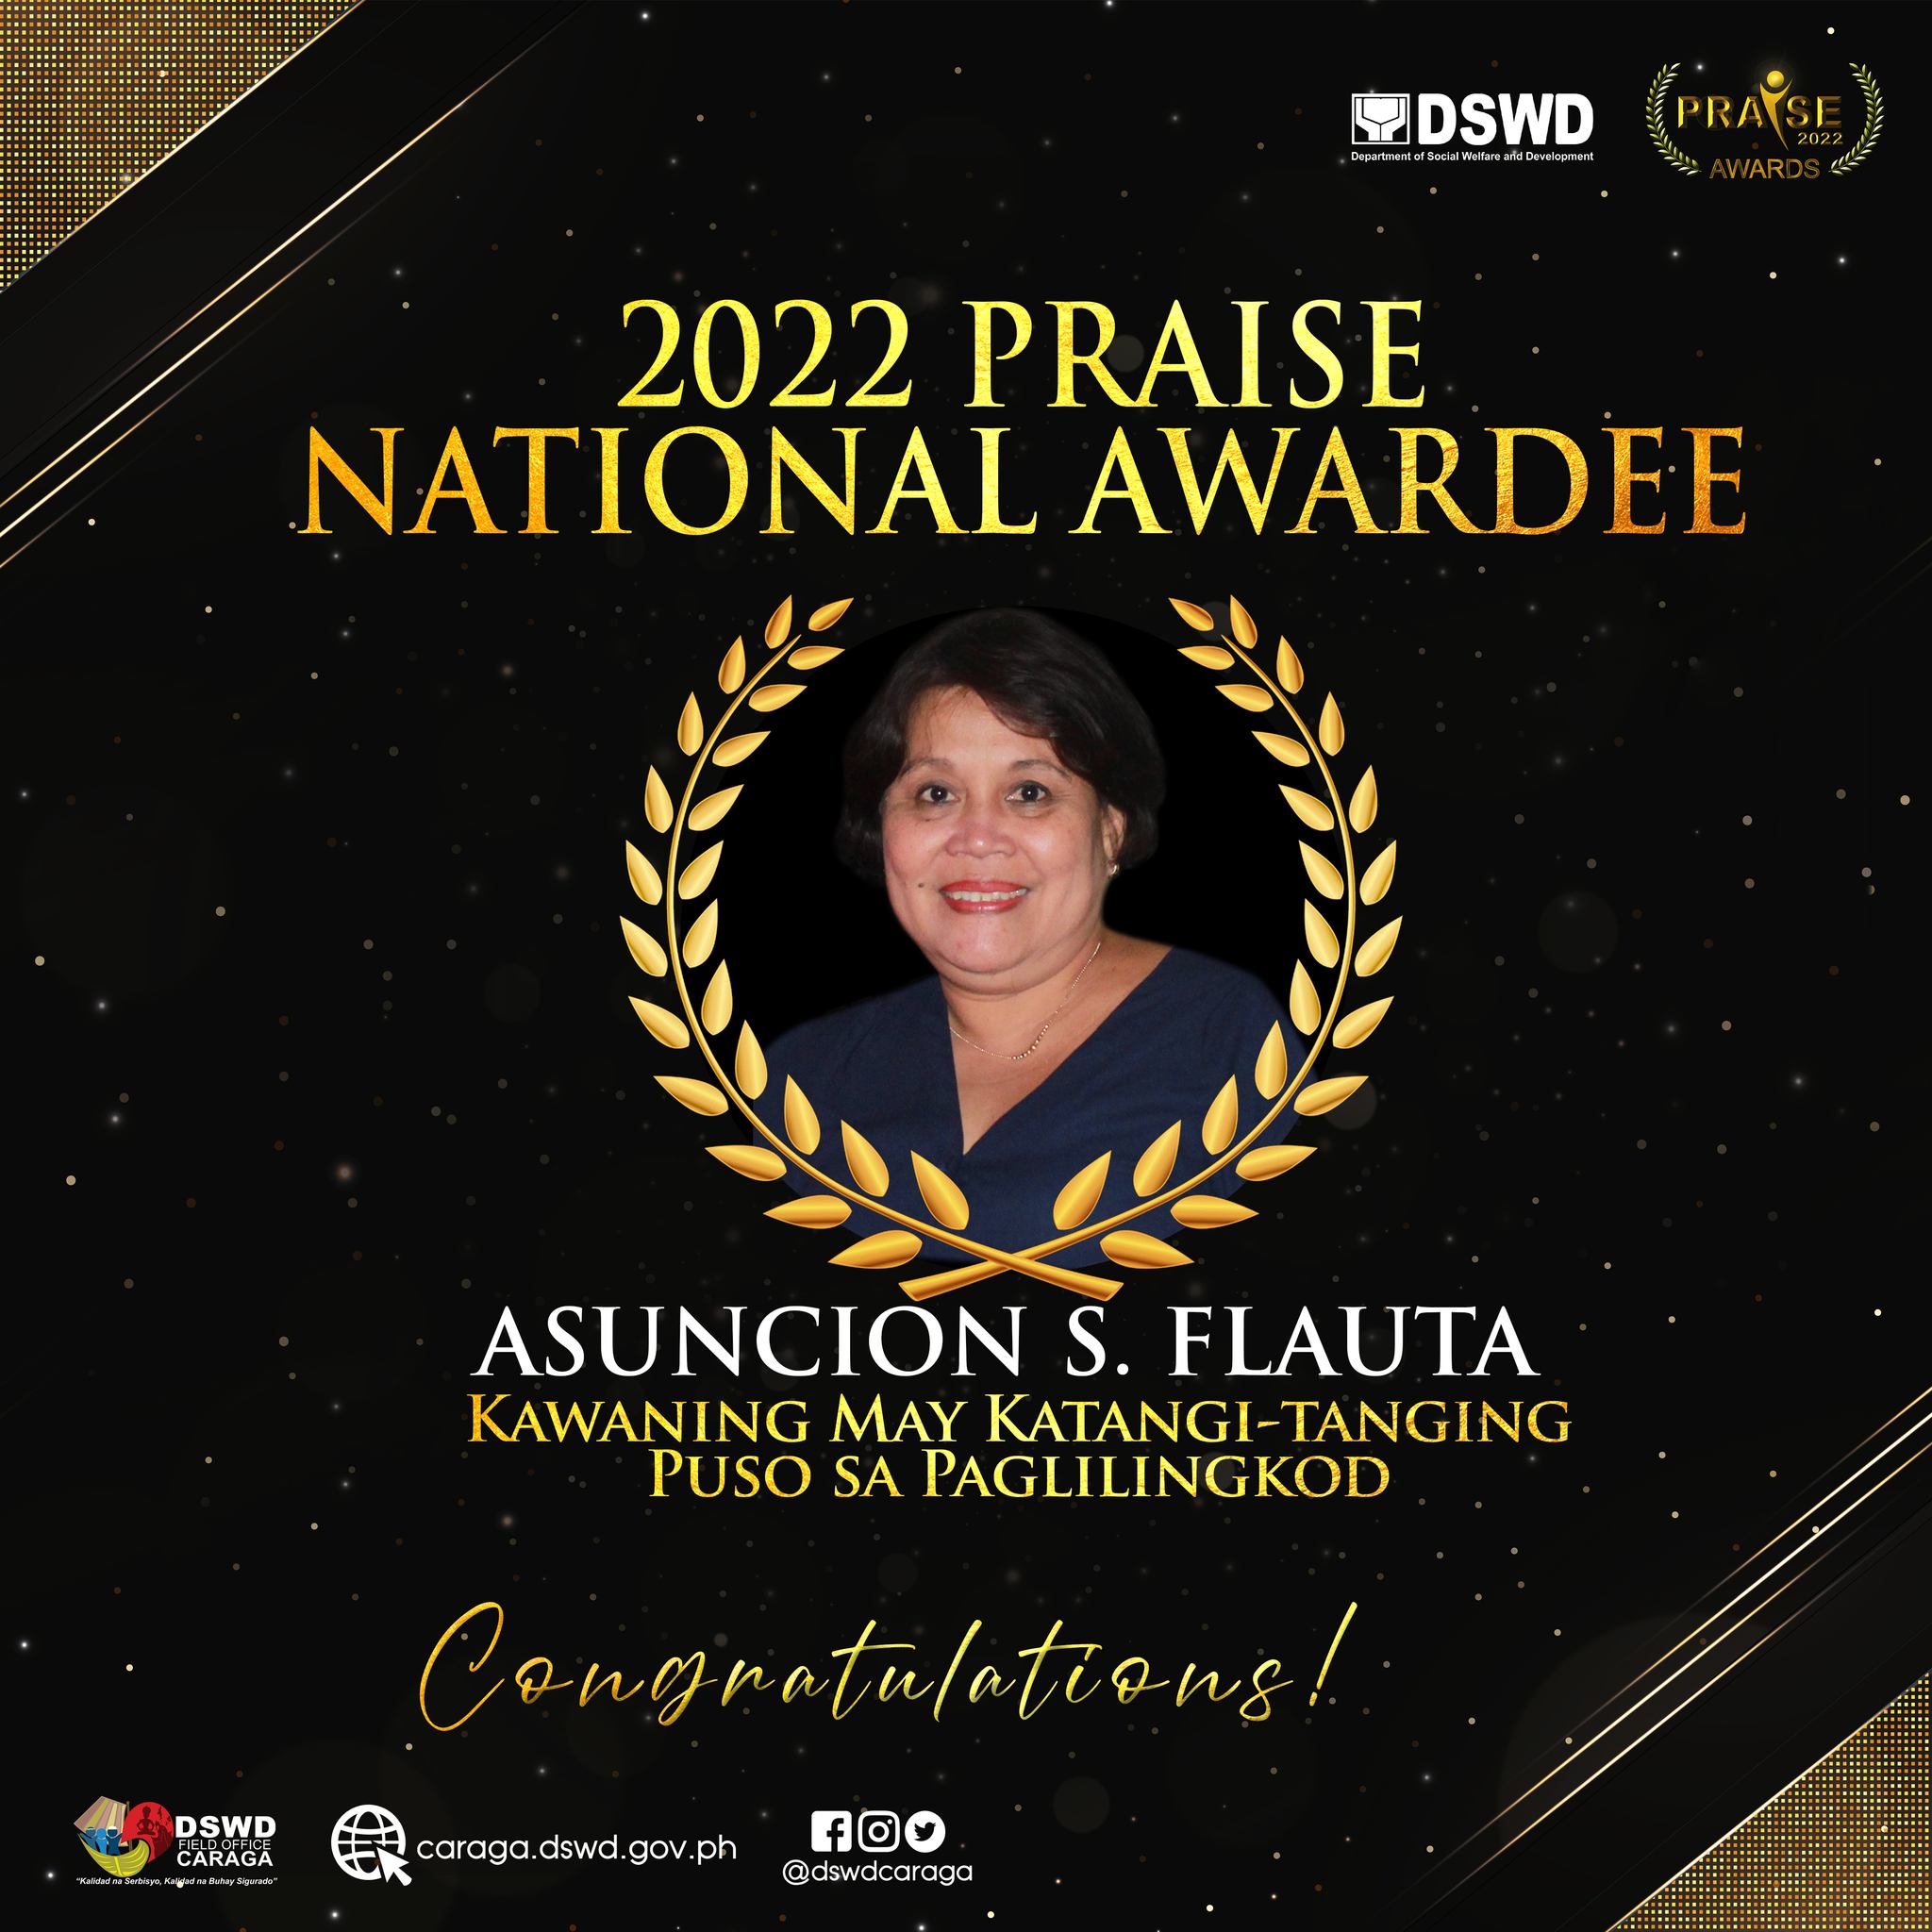 DSWD
Department of Social Welfare and Development
PRAISE
2022
AWARDS
2022 PRAISE
NATIONAL AWARDEE
ASUNCION S. FLAUTA
KAWANING MAY KATANGI-TANGING
PUSO SA PAGLILINGKOD
Congratulations!
DSWD
FIELD OFFICE
CARAGA
"Kalidad na Serbisyo, Kalidad na Buhay Sigurado"
caraga.dswd.gov.ph
@dswdcaraga